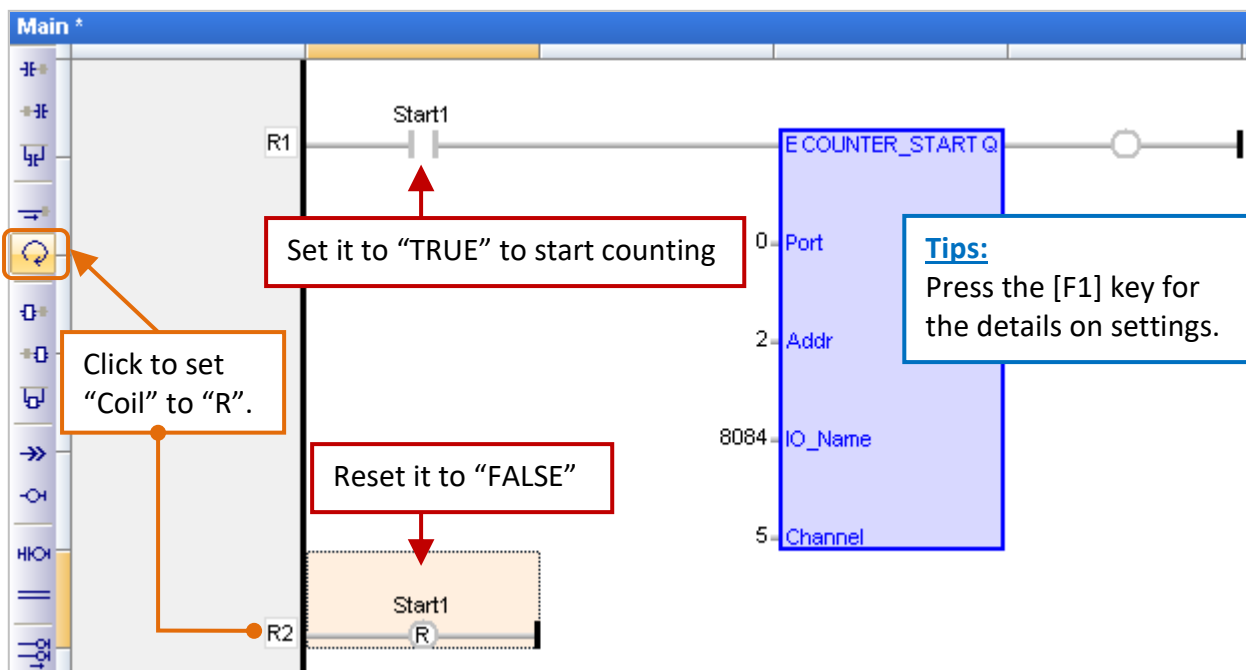 Main *
Start1
R1
E COUNTER_START Q
Set it to “TRUE” to start counting
0 Port
Tips:
Press the [F1] key for
the details on settings.
2 Addr
Click to set
“Coil” to “R”.
8084 IO_Name
Reset it to “FALSE”
5 Channel
Start1
R2
R